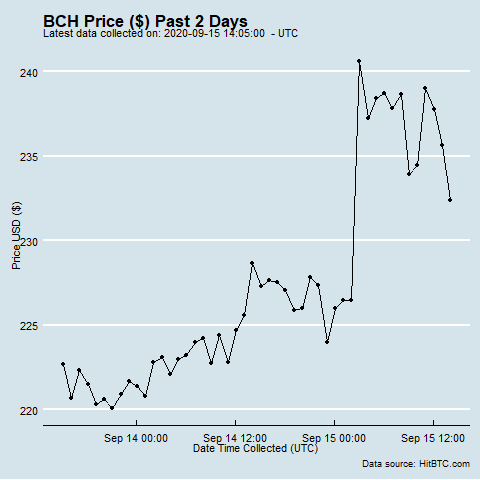 BCH Price ($) Past 2 Days
Latest data collected on: 2020-09-15 14:05:00 - UTC
240
235
230
225
220
Price USD ($)
Sep 14 00:00 Sep 14 12:00 Sep 15 00:00 Sep 15 12:00
Date Time Collected (UTC)
Data source: HitBTC.com